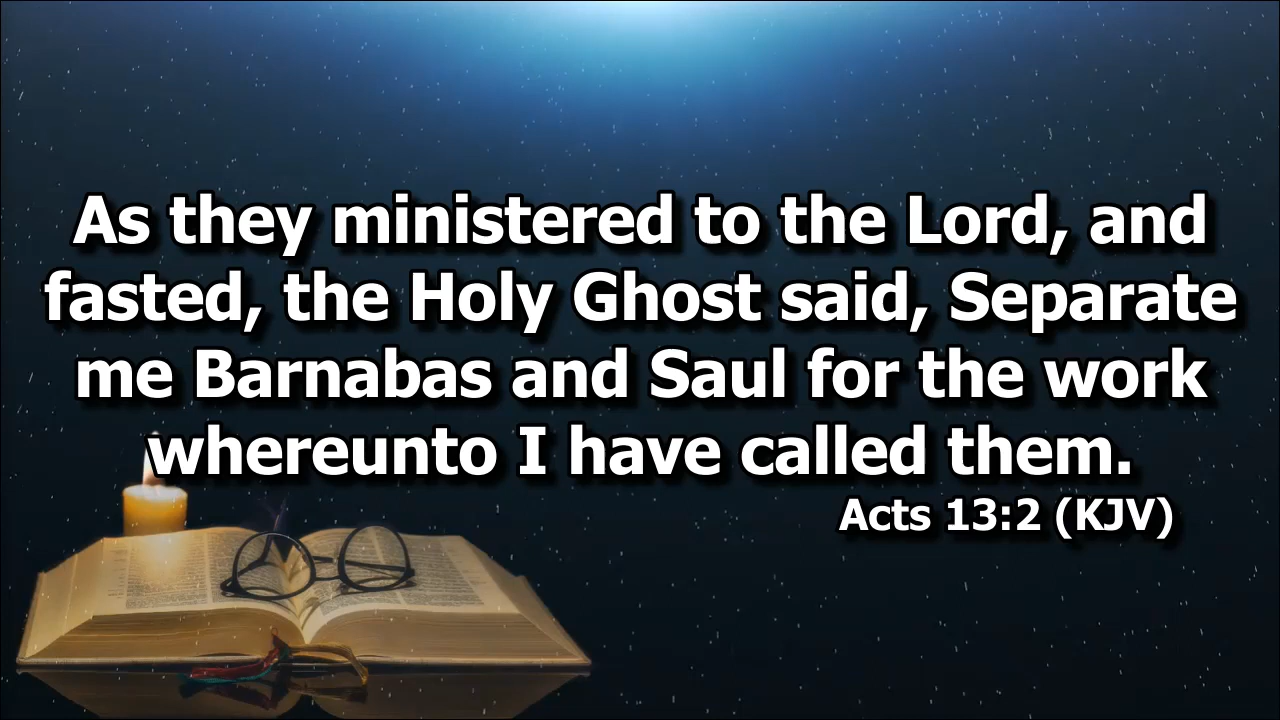 As they ministered to the Lord, and
fasted, the Holy Ghost said, Separate
me Barnabas and Saul for the work
whereunto I have called them.
Acts 13:2 (KJV)